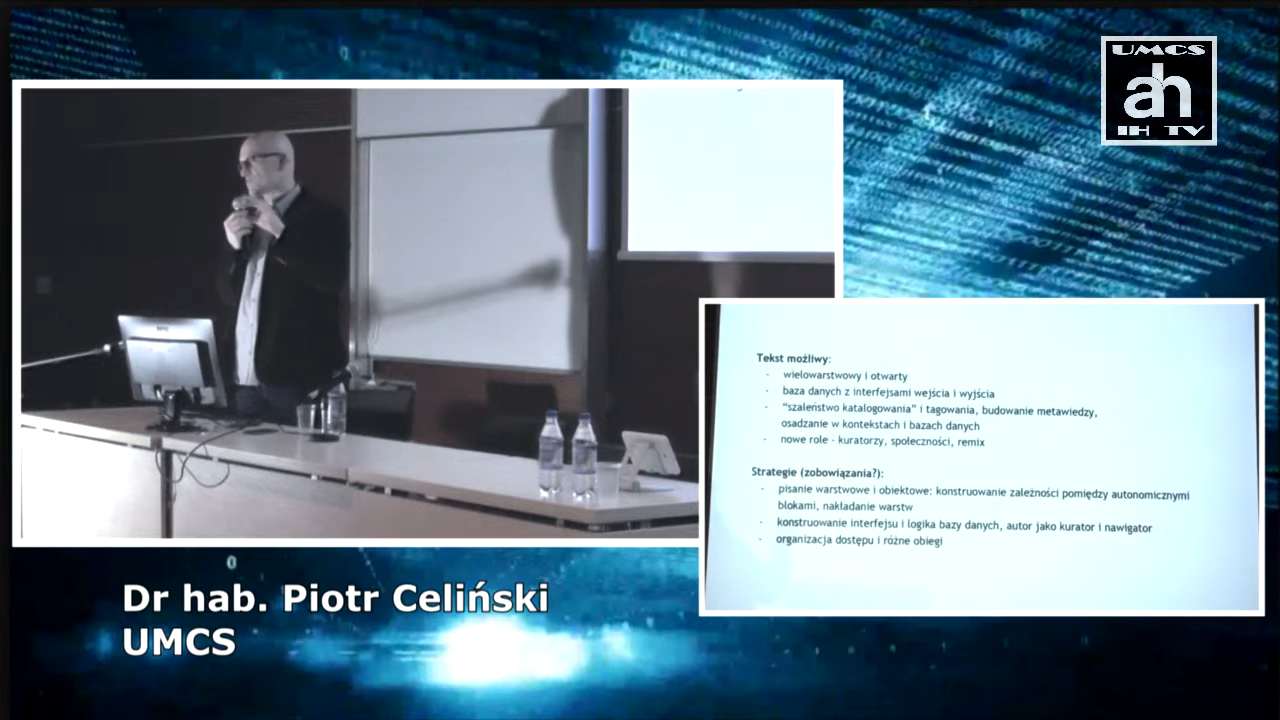 UMCS
ah
IH TV
Tekst możliwy:
· wielowarstwowy i otwarty
· baza danych z interfejsami wejścia i wyjścia
· "szaleństwo katalogowania" i tagowania, budowanie metawiedzy,
osadzanie w kontekstach i bazach danych
· nowe role - kuratorzy, społeczności, remix
Strategie (zobowiązania?):
· pisanie warstwowe i obiektowe: konstruowanie zależności pomiędzy autonomicznymi
blokami, nakładanie warstw
· konstruowanie interfejsu i logika bazy danych, autor jako kurator i nawigator
· organizacja dostępu i różne obiegi
Dr hab. Piotr Celiński
UMCS